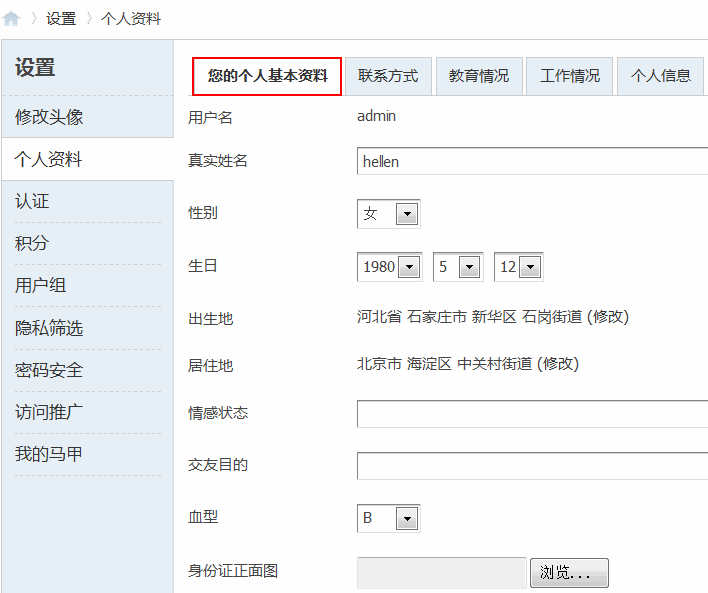 设置 个人资料
设置
修改头像
个人资料
认证
积分
用户组
隐私筛选
密码安全
访问推广
我的马甲
您的个人基本资料 联系方式 教育情况 工作情况 个人信息
用户名 admin
真实姓名 hellen
性别 女
生日 1980 5 12
出生地 河北省 石家庄市 新华区 石岗街道 (修改)
居住地 北京市 海淀区 中关村街道 (修改)
情感状态
交友目的
血型 B
身份证正面图 浏览...